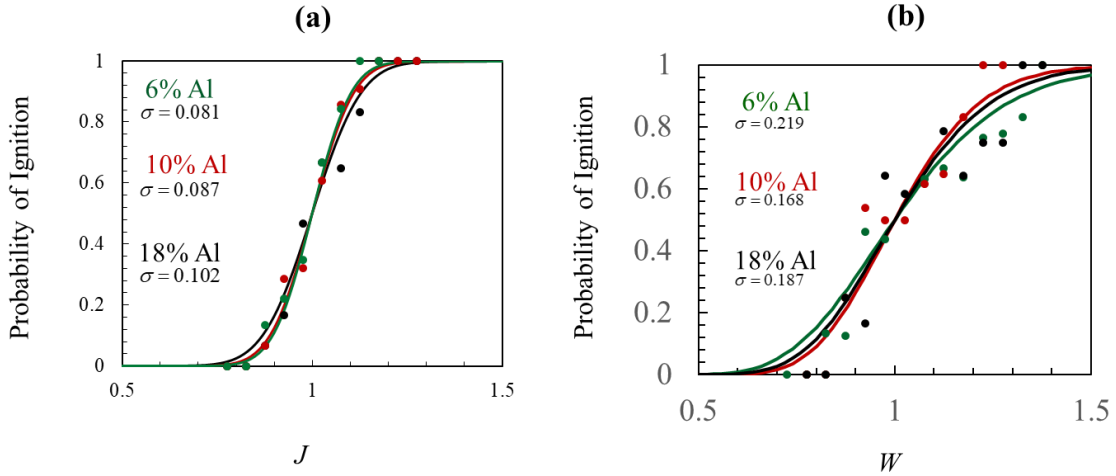 (a)
Probability of Ignition
1
0.8
0.6
0.4
0.2
0
6% Al
σ = 0.081
10% Al
σ = 0.087
18% Al
σ = 0.102
0.5
1
1.5
J
(b)
Probability of Ignition
1
0.8
0.6
0.4
0.2
0
6% Al
σ = 0.219
10% Al
σ = 0.168
18% Al
σ = 0.187
0.5
1
1.5
W